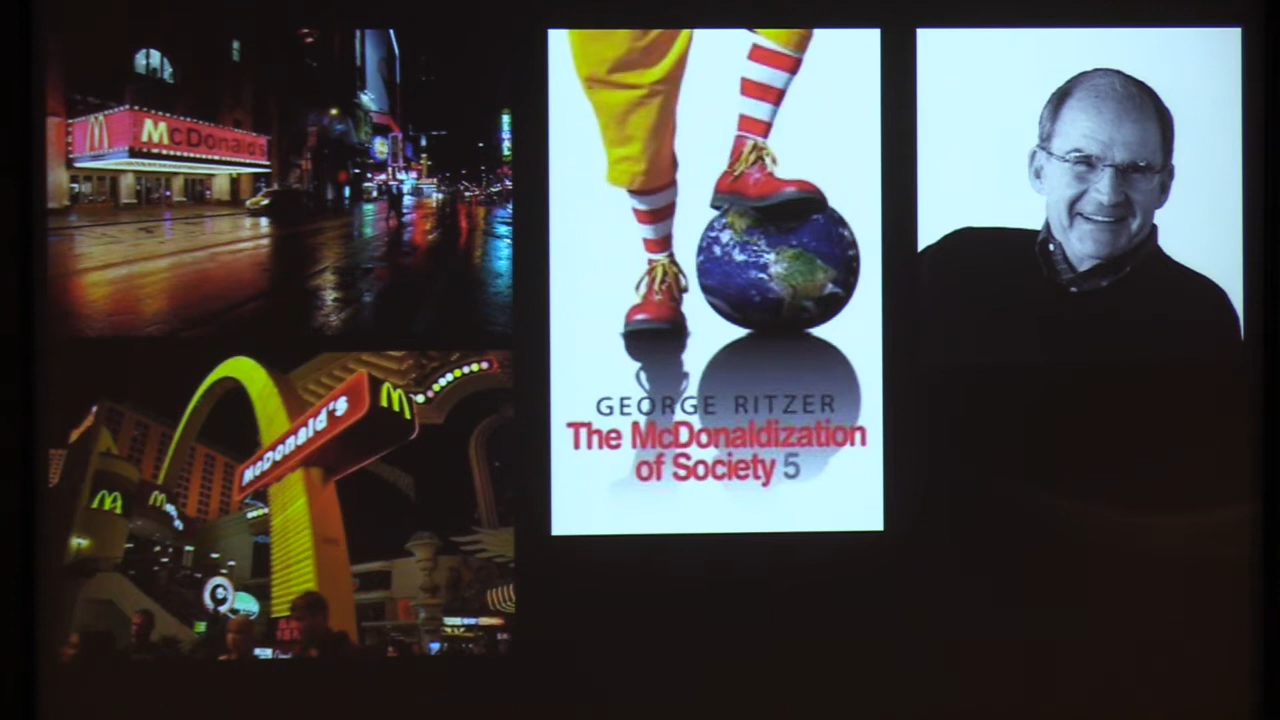 McDonald's
McDonald's
GEORGE RITZER
The McDonaldization
of Society 5